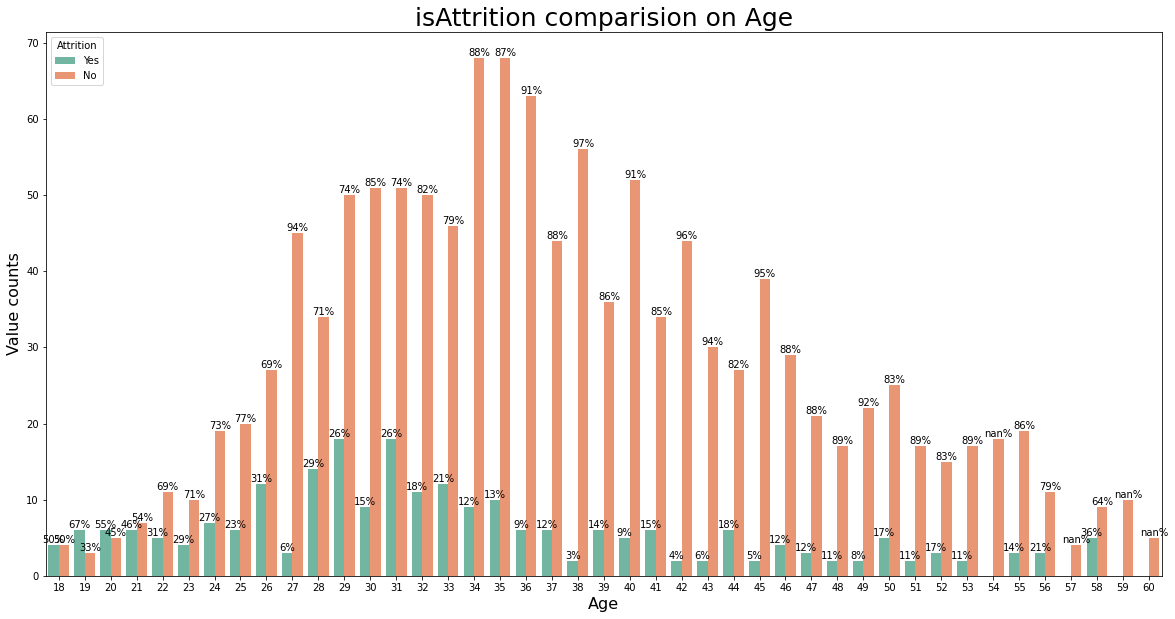 isAttrition comparision on Age
Attrition
Yes
No
Value counts
70
60
50
40
30
20
10
0
50% 50% 67% 33% 55% 45% 46% 54% 31% 69% 29% 71% 27% 73% 23% 77% 31% 69% 6% 94% 29% 71% 26% 74% 15% 85% 26% 74% 18% 82% 21% 79% 12% 88% 13% 87% 9% 91% 12% 88% 3% 97% 14% 86% 9% 91% 15% 85% 4% 96% 6% 94% 18% 82% 5% 95% 12% 88% 12% 88% 11% 89% 8% 92% 17% 83% 11% 89% 17% 83% 11% 89% nan% 14% 86% 21% 79% nan% 36% 64% nan% nan%
18 19 20 21 22 23 24 25 26 27 28 29 30 31 32 33 34 35 36 37 38 39 40 41 42 43 44 45 46 47 48 49 50 51 52 53 54 55 56 57 58 59 60
Age